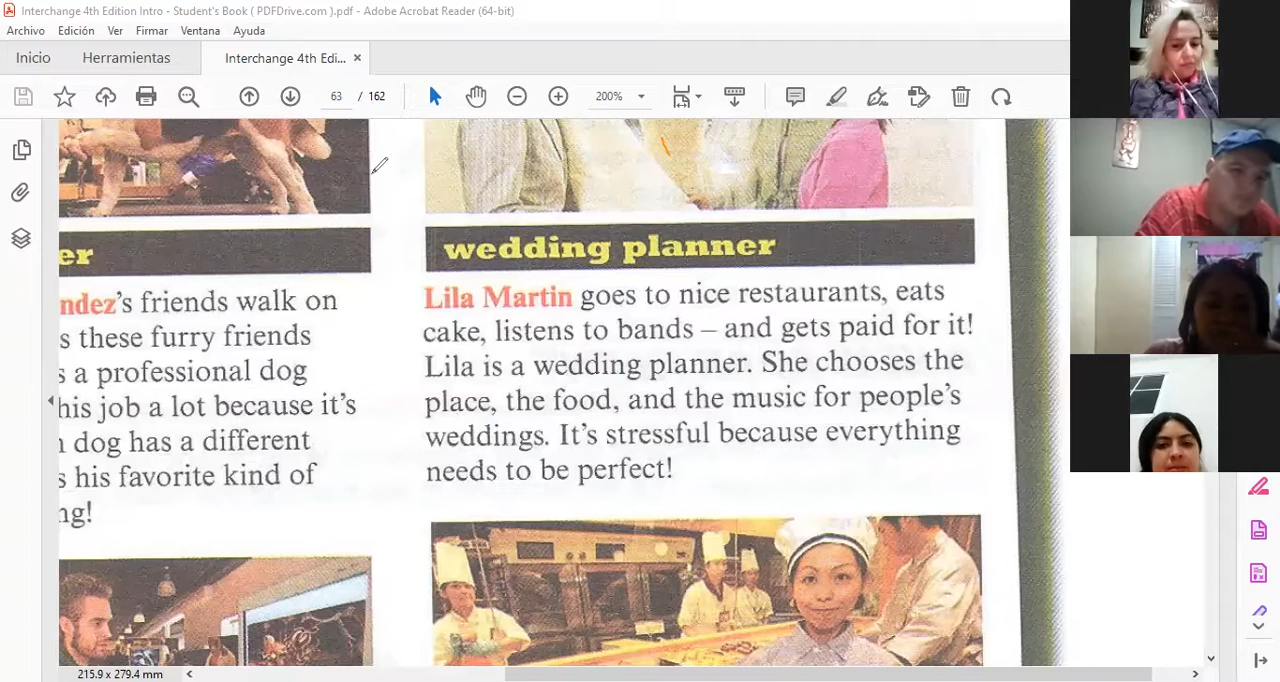 Interchange 4th Edition Intro - Student's Book ( PDFDrive.com ).pdf - Adobe Acrobat Reader (64-bit)
Archivo Edición Ver Firmar Ventana Ayuda
Inicio Herramientas Interchange 4th Edi... ×
63 / 162 200%
er
ndez's friends walk on
s these furry friends
s a professional dog
his job a lot because it's
dog has a different
s his favorite kind of
ng!
wedding planner
Lila Martin goes to nice restaurants, eats
cake, listens to bands – and gets paid for it!
Lila is a wedding planner. She chooses the
place, the food, and the music for people's
weddings. It's stressful because everything
needs to be perfect!
215.9 x 279.4 mm